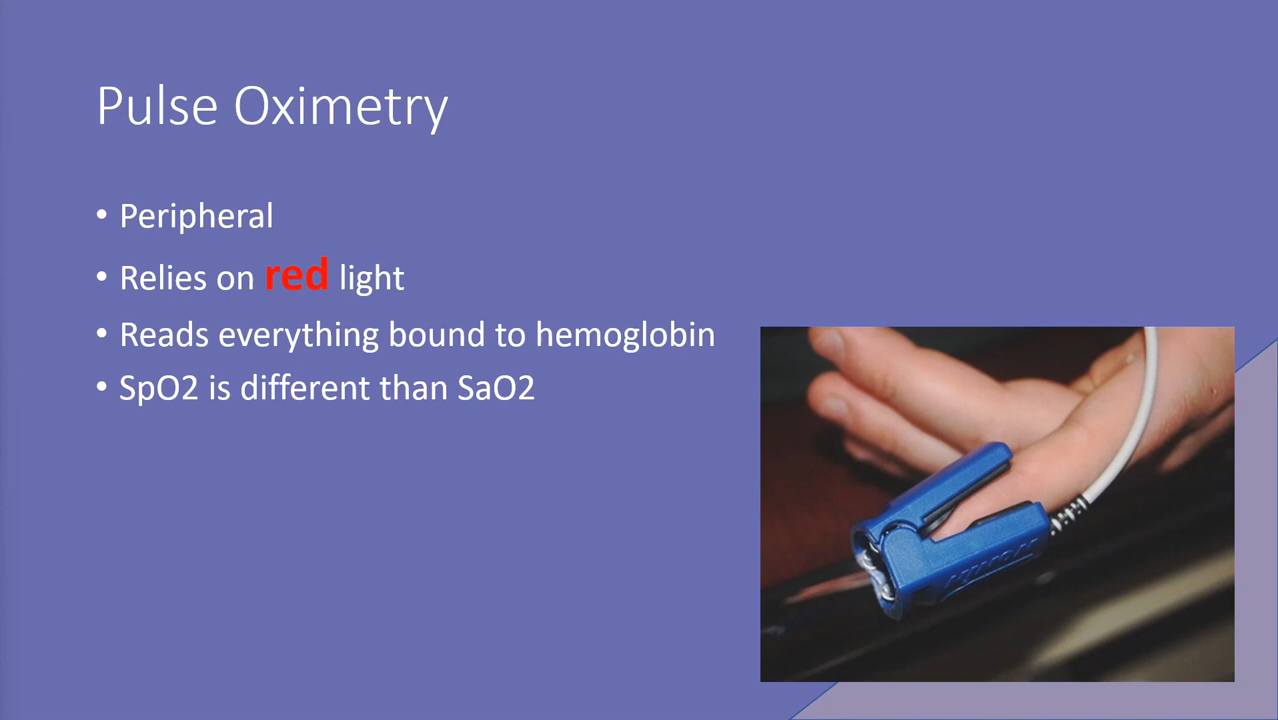 Pulse Oximetry
• Peripheral
• Relies on red light
• Reads everything bound to hemoglobin
• SpO2 is different than SaO2